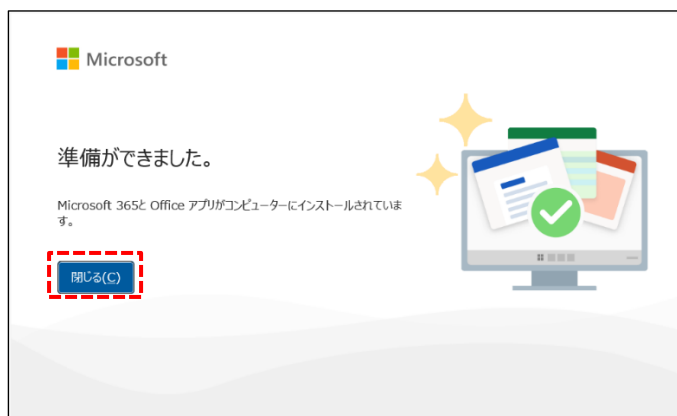 Microsoft
準備ができました。
Microsoft 365と Office アプリがコンピューターにインストールされていま
す。
閉じる(C)